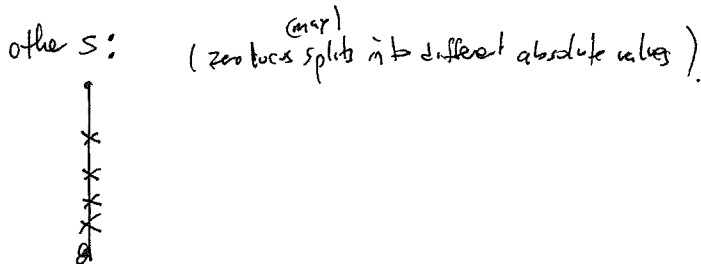 (may)
other s: (zero locus splits into different absolute values).